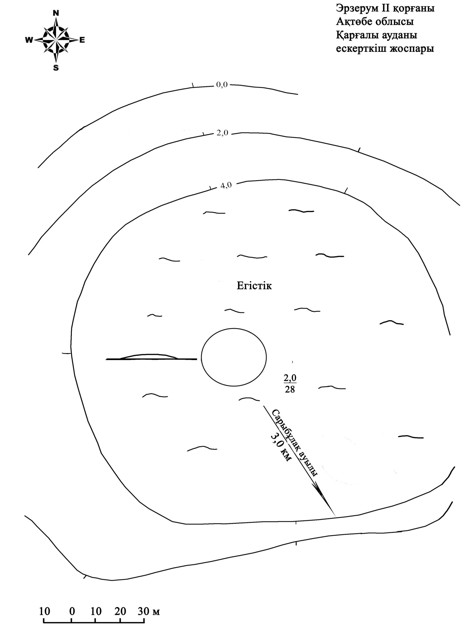 Эрзерум II қорғаны
Ақтөбе облысы
Қарғалы ауданы
ескерткіш жоспары
N
W E
S
0,0
2,0
4,0
Егістік
2,0
28
Сарыбұлақ ауылы
3,0 км
10 0 10 20 30 м